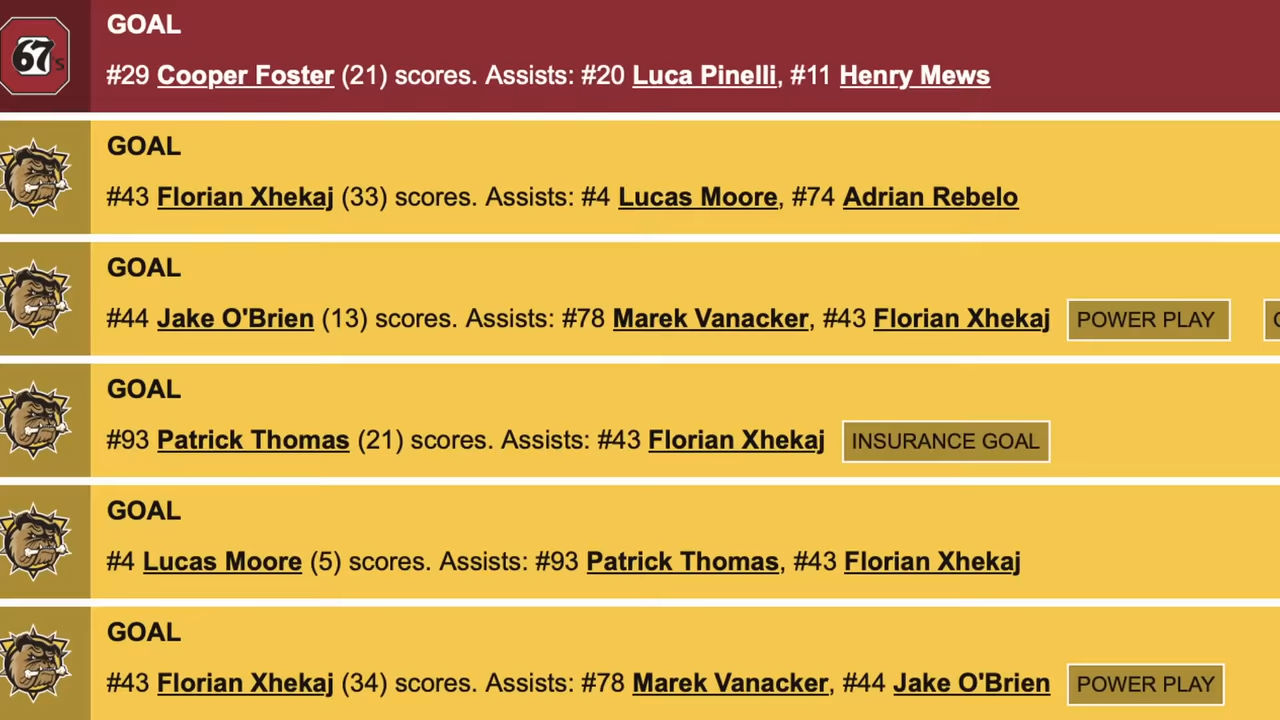 67's
GOAL
#29 Cooper Foster (21) scores. Assists: #20 Luca Pinelli, #11 Henry Mews
GOAL
#43 Florian Xhekaj (33) scores. Assists: #4 Lucas Moore, #74 Adrian Rebelo
GOAL
#44 Jake O'Brien (13) scores. Assists: #78 Marek Vanacker, #43 Florian Xhekaj POWER PLAY
GOAL
#93 Patrick Thomas (21) scores. Assists: #43 Florian Xhekaj INSURANCE GOAL
GOAL
#4 Lucas Moore (5) scores. Assists: #93 Patrick Thomas, #43 Florian Xhekaj
GOAL
#43 Florian Xhekaj (34) scores. Assists: #78 Marek Vanacker, #44 Jake O'Brien POWER PLAY